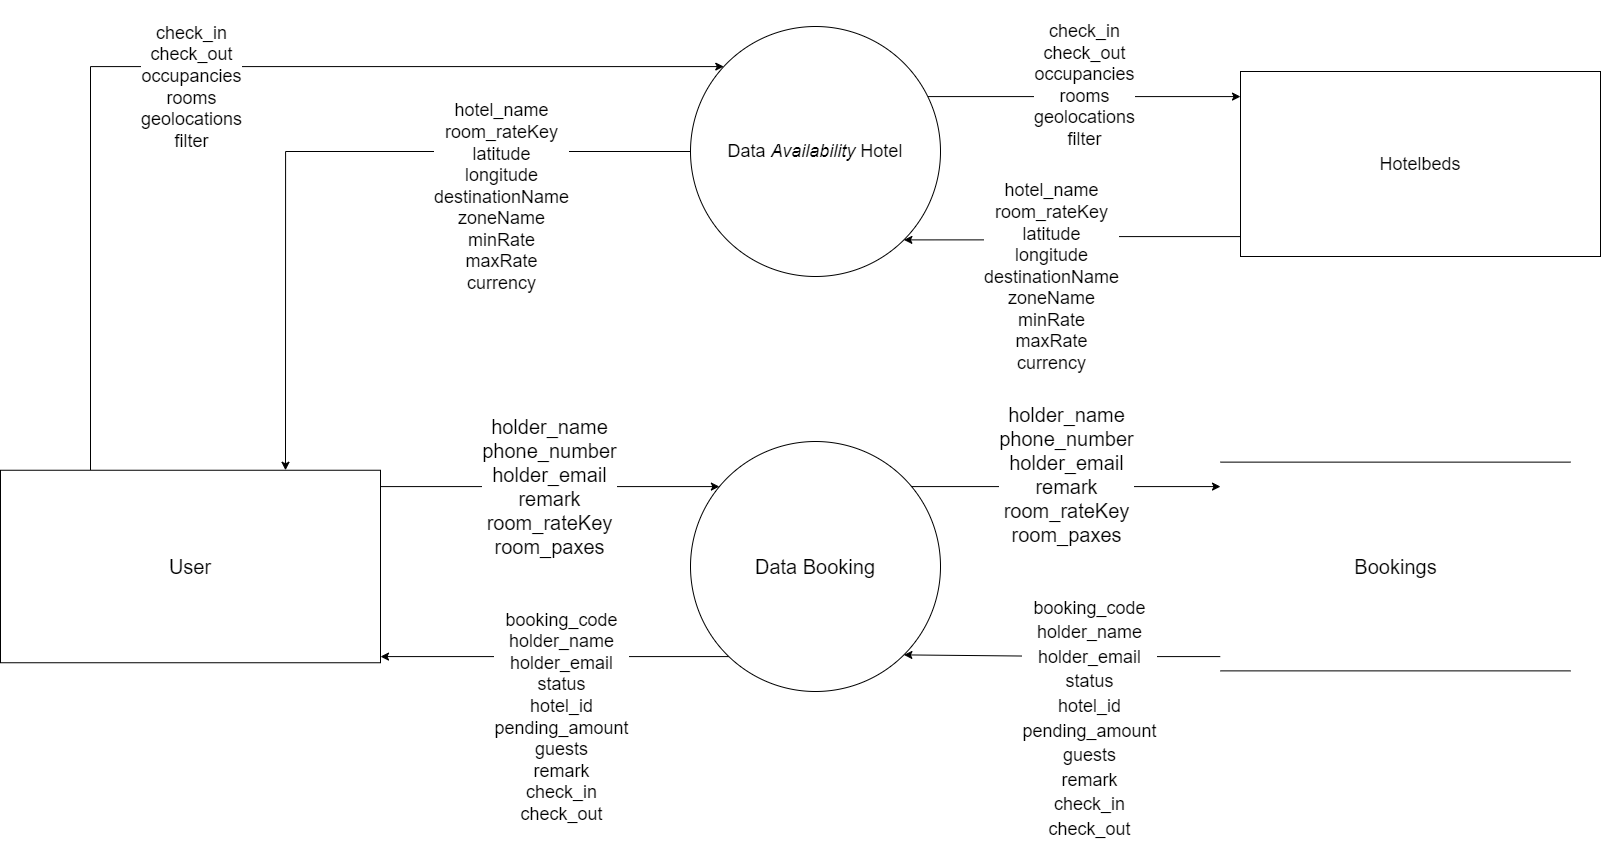 check_in
check_out
occupancies
rooms
geolocations
filter
hotel_name
room_rateKey
latitude
longitude
destinationName
zoneName
minRate
maxRate
currency
Data Availability Hotel
check_in
check_out
occupancies
rooms
geolocations
filter
Hotelbeds
hotel_name
room_rateKey
latitude
longitude
destinationName
zoneName
minRate
maxRate
currency
User
holder_name
phone_number
holder_email
remark
room_rateKey
room_paxes
Data Booking
holder_name
phone_number
holder_email
remark
room_rateKey
room_paxes
Bookings
booking_code
holder_name
holder_email
status
hotel_id
pending_amount
guests
remark
check_in
check_out
booking_code
holder_name
holder_email
status
hotel_id
pending_amount
guests
remark
check_in
check_out